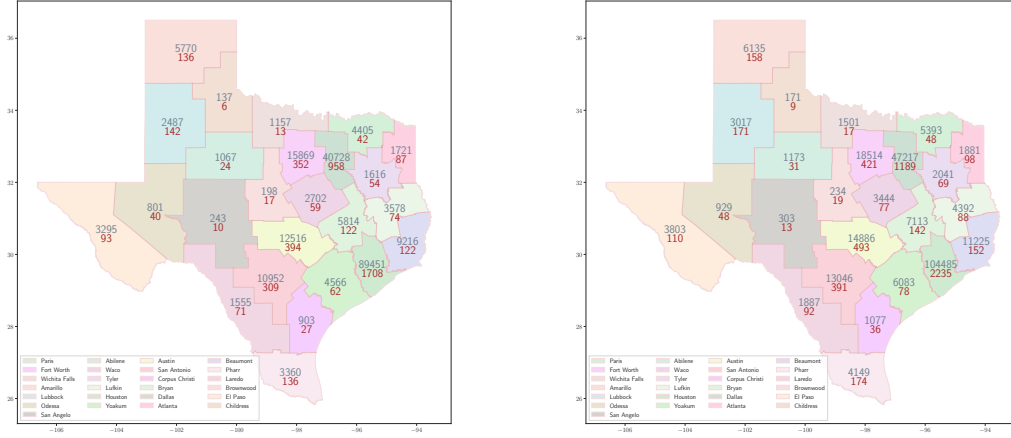 36
34
32
30
28
26
−106
−104
−102
−100
−98
−96
−94
5770
136
137
6
2487
142
1157
13
4405
42
1067
24
15869
352
40728
958
1721
87
1616
54
198
17
2702
59
801
40
243
10
3578
74
5814
122
3295
93
12516
394
9216
122
89451
1708
10952
309
4566
62
1555
71
903
27
3360
136
Paris
Fort Worth
Wichita Falls
Amarillo
Lubbock
Odessa
San Angelo
Abilene
Waco
Tyler
Lufkin
Houston
Yoakum
Austin
San Antonio
Corpus Christi
Bryan
Dallas
Atlanta
Beaumont
Pharr
Laredo
Brownwood
El Paso
Childress
36
34
32
30
28
26
−106
−104
−102
−100
−98
−96
−94
6135
158
171
9
3017
171
1501
17
5393
48
1173
31
18514
421
47217
1189
1881
98
2041
69
234
19
3444
77
929
48
303
13
4392
88
7113
142
3803
110
14886
493
11225
152
104485
2235
13046
391
6083
78
1887
92
1077
36
4149
174
Paris
Fort Worth
Wichita Falls
Amarillo
Lubbock
Odessa
San Angelo
Abilene
Waco
Tyler
Lufkin
Houston
Yoakum
Austin
San Antonio
Corpus Christi
Bryan
Dallas
Atlanta
Beaumont
Pharr
Laredo
Brownwood
El Paso
Childress